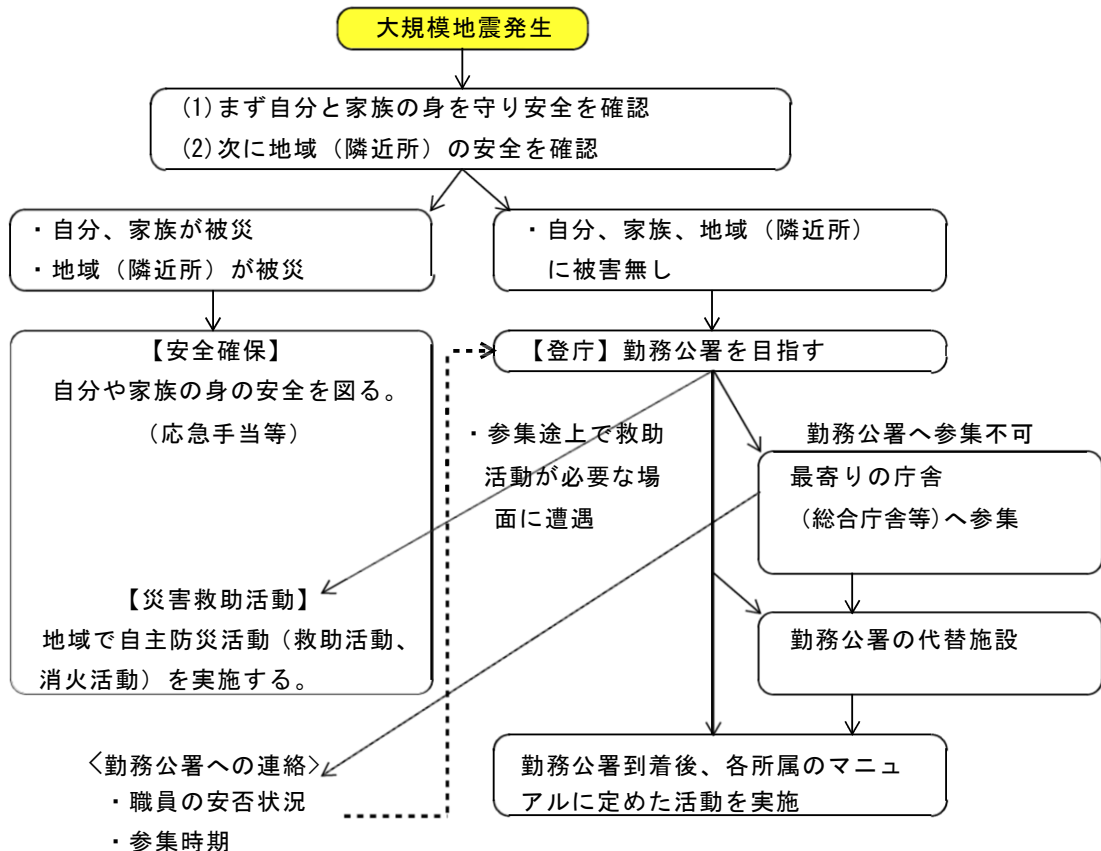 大規模地震発生
(1)まず自分と家族の身を守り安全を確認
(2)次に地域(隣近所)の安全を確認
・自分、家族が被災
・地域(隣近所)が被災
・自分、家族、地域(隣近所)
に被害無し
【安全確保】
自分や家族の身の安全を図る。
(応急手当等)
【災害救助活動】
地域で自主防災活動(救助活動、
消火活動)を実施する。
【登庁】勤務公署を目指す
・参集途上で救助
活動が必要な場
面に遭遇
勤務公署へ参集不可
最寄りの庁舎
(総合庁舎等)へ参集
勤務公署の代替施設
<勤務公署への連絡>
・職員の安否状況
・参集時期
勤務公署到着後、各所属のマニュ
アルに定めた活動を実施